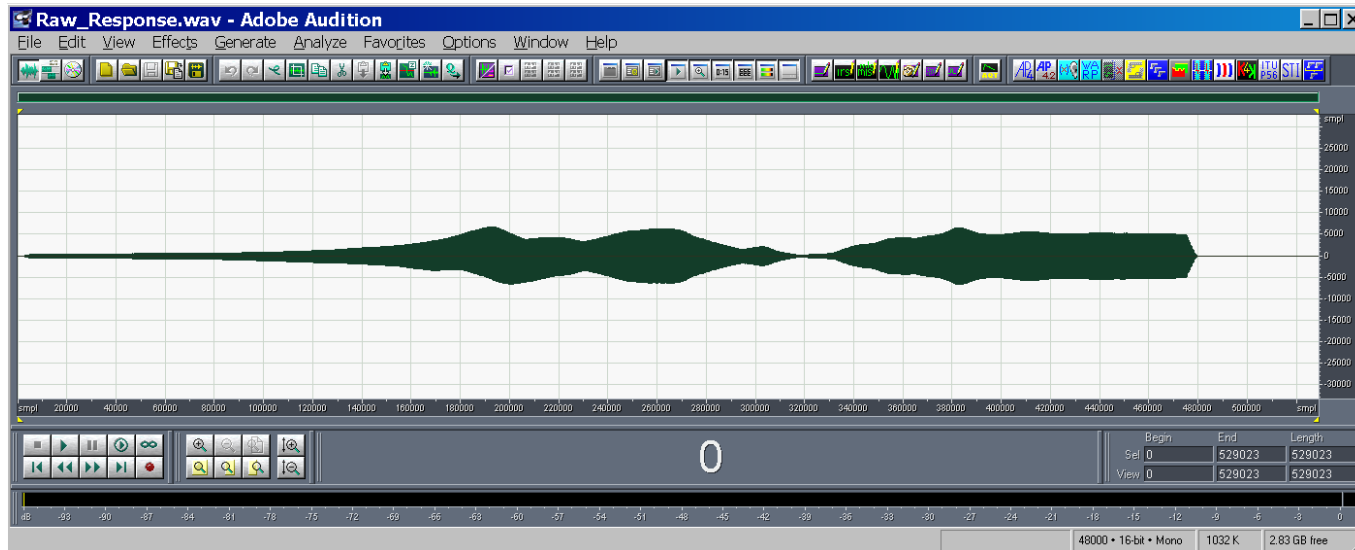 Raw_Response.wav - Adobe Audition
File Edit View Effects Generate Analyze Favorites Options Window Help
smpl
25000
20000
15000
10000
5000
0
-5000
-10000
-15000
-20000
-25000
-30000
smpl 20000 40000 60000 80000 100000 120000 140000 160000 180000 200000 220000 240000 260000 280000 300000 320000 340000 360000 380000 400000 420000 440000 460000 480000 500000 smpl
0
Begin End Length
Sel 0 529023 529023
View 0 529023 529023
dB -93 -90 -87 -84 -81 -78 -75 -72 -69 -66 -63 -60 -57 -54 -51 -48 -45 -42 -39 -36 -33 -30 -27 -24 -21 -18 -15 -12 -9 -6 -3 0
48000 • 16-bit • Mono 1032 K 2.83 GB free